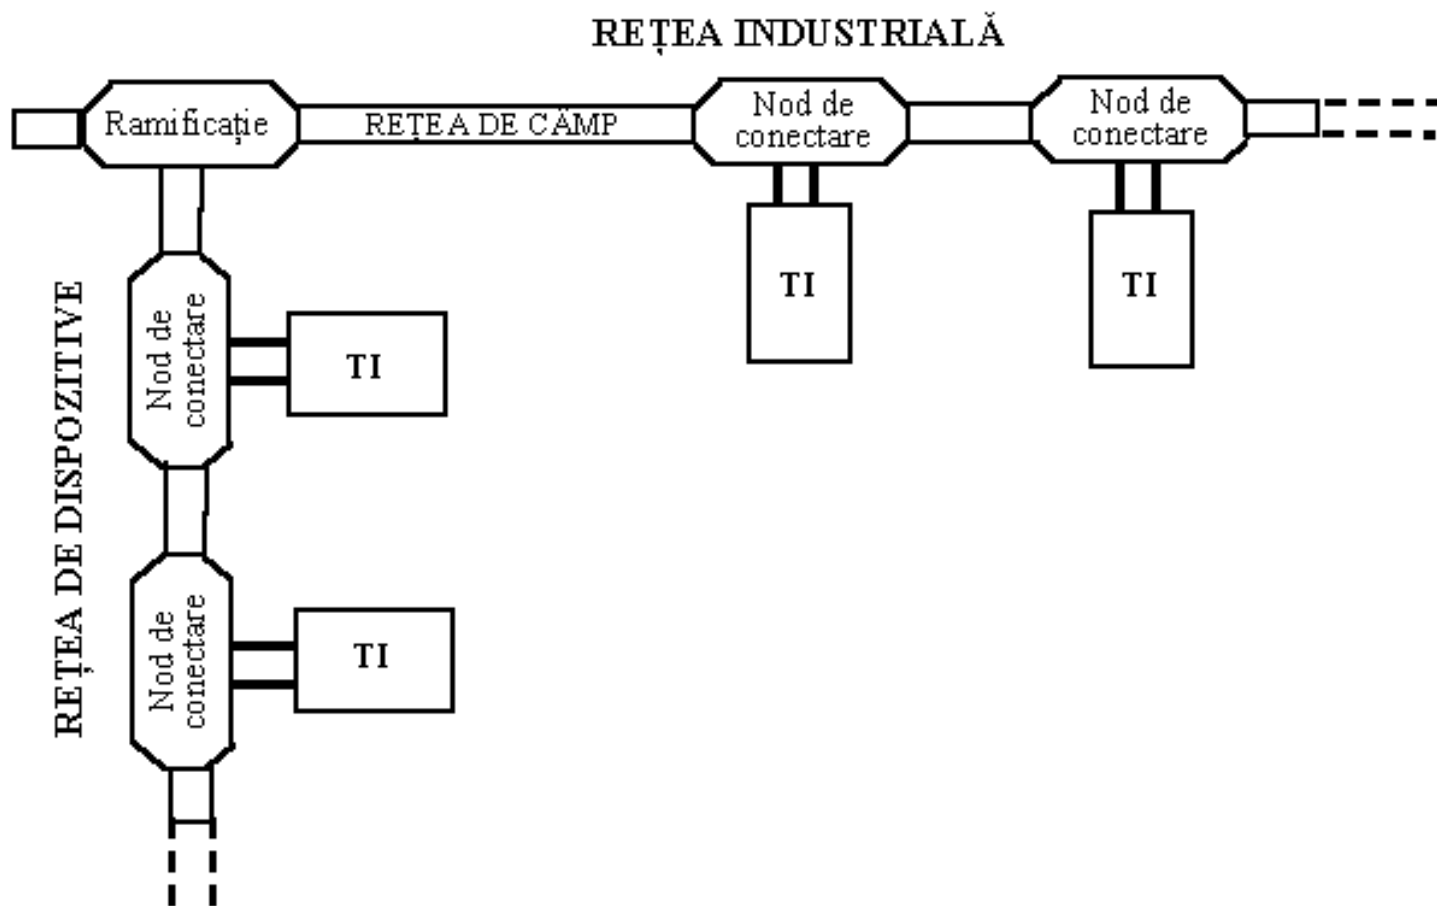 REȚEA INDUSTRIALĂ
Ramificație
REȚEA DE CÂMP
Nod de
conectare
Nod de
conectare
TI
TI
REȚEA DE DISPOZITIVE
Nod de
conectare
TI
Nod de
conectare
TI